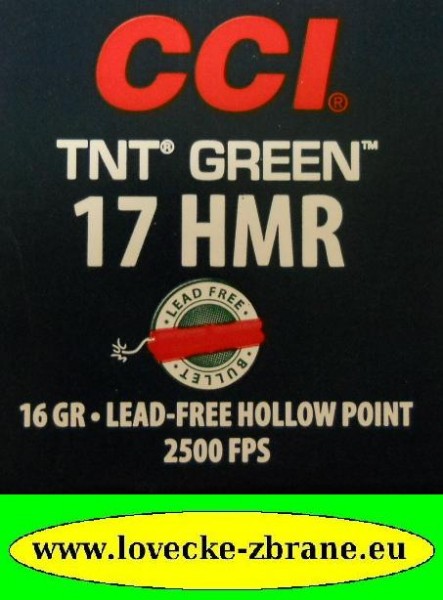 CCI®
TNT® GREEN™
17 HMR
LEAD FREE
BULLET
16 GR • LEAD-FREE HOLLOW POINT
2500 FPS
www.lovecke-zbrane.eu